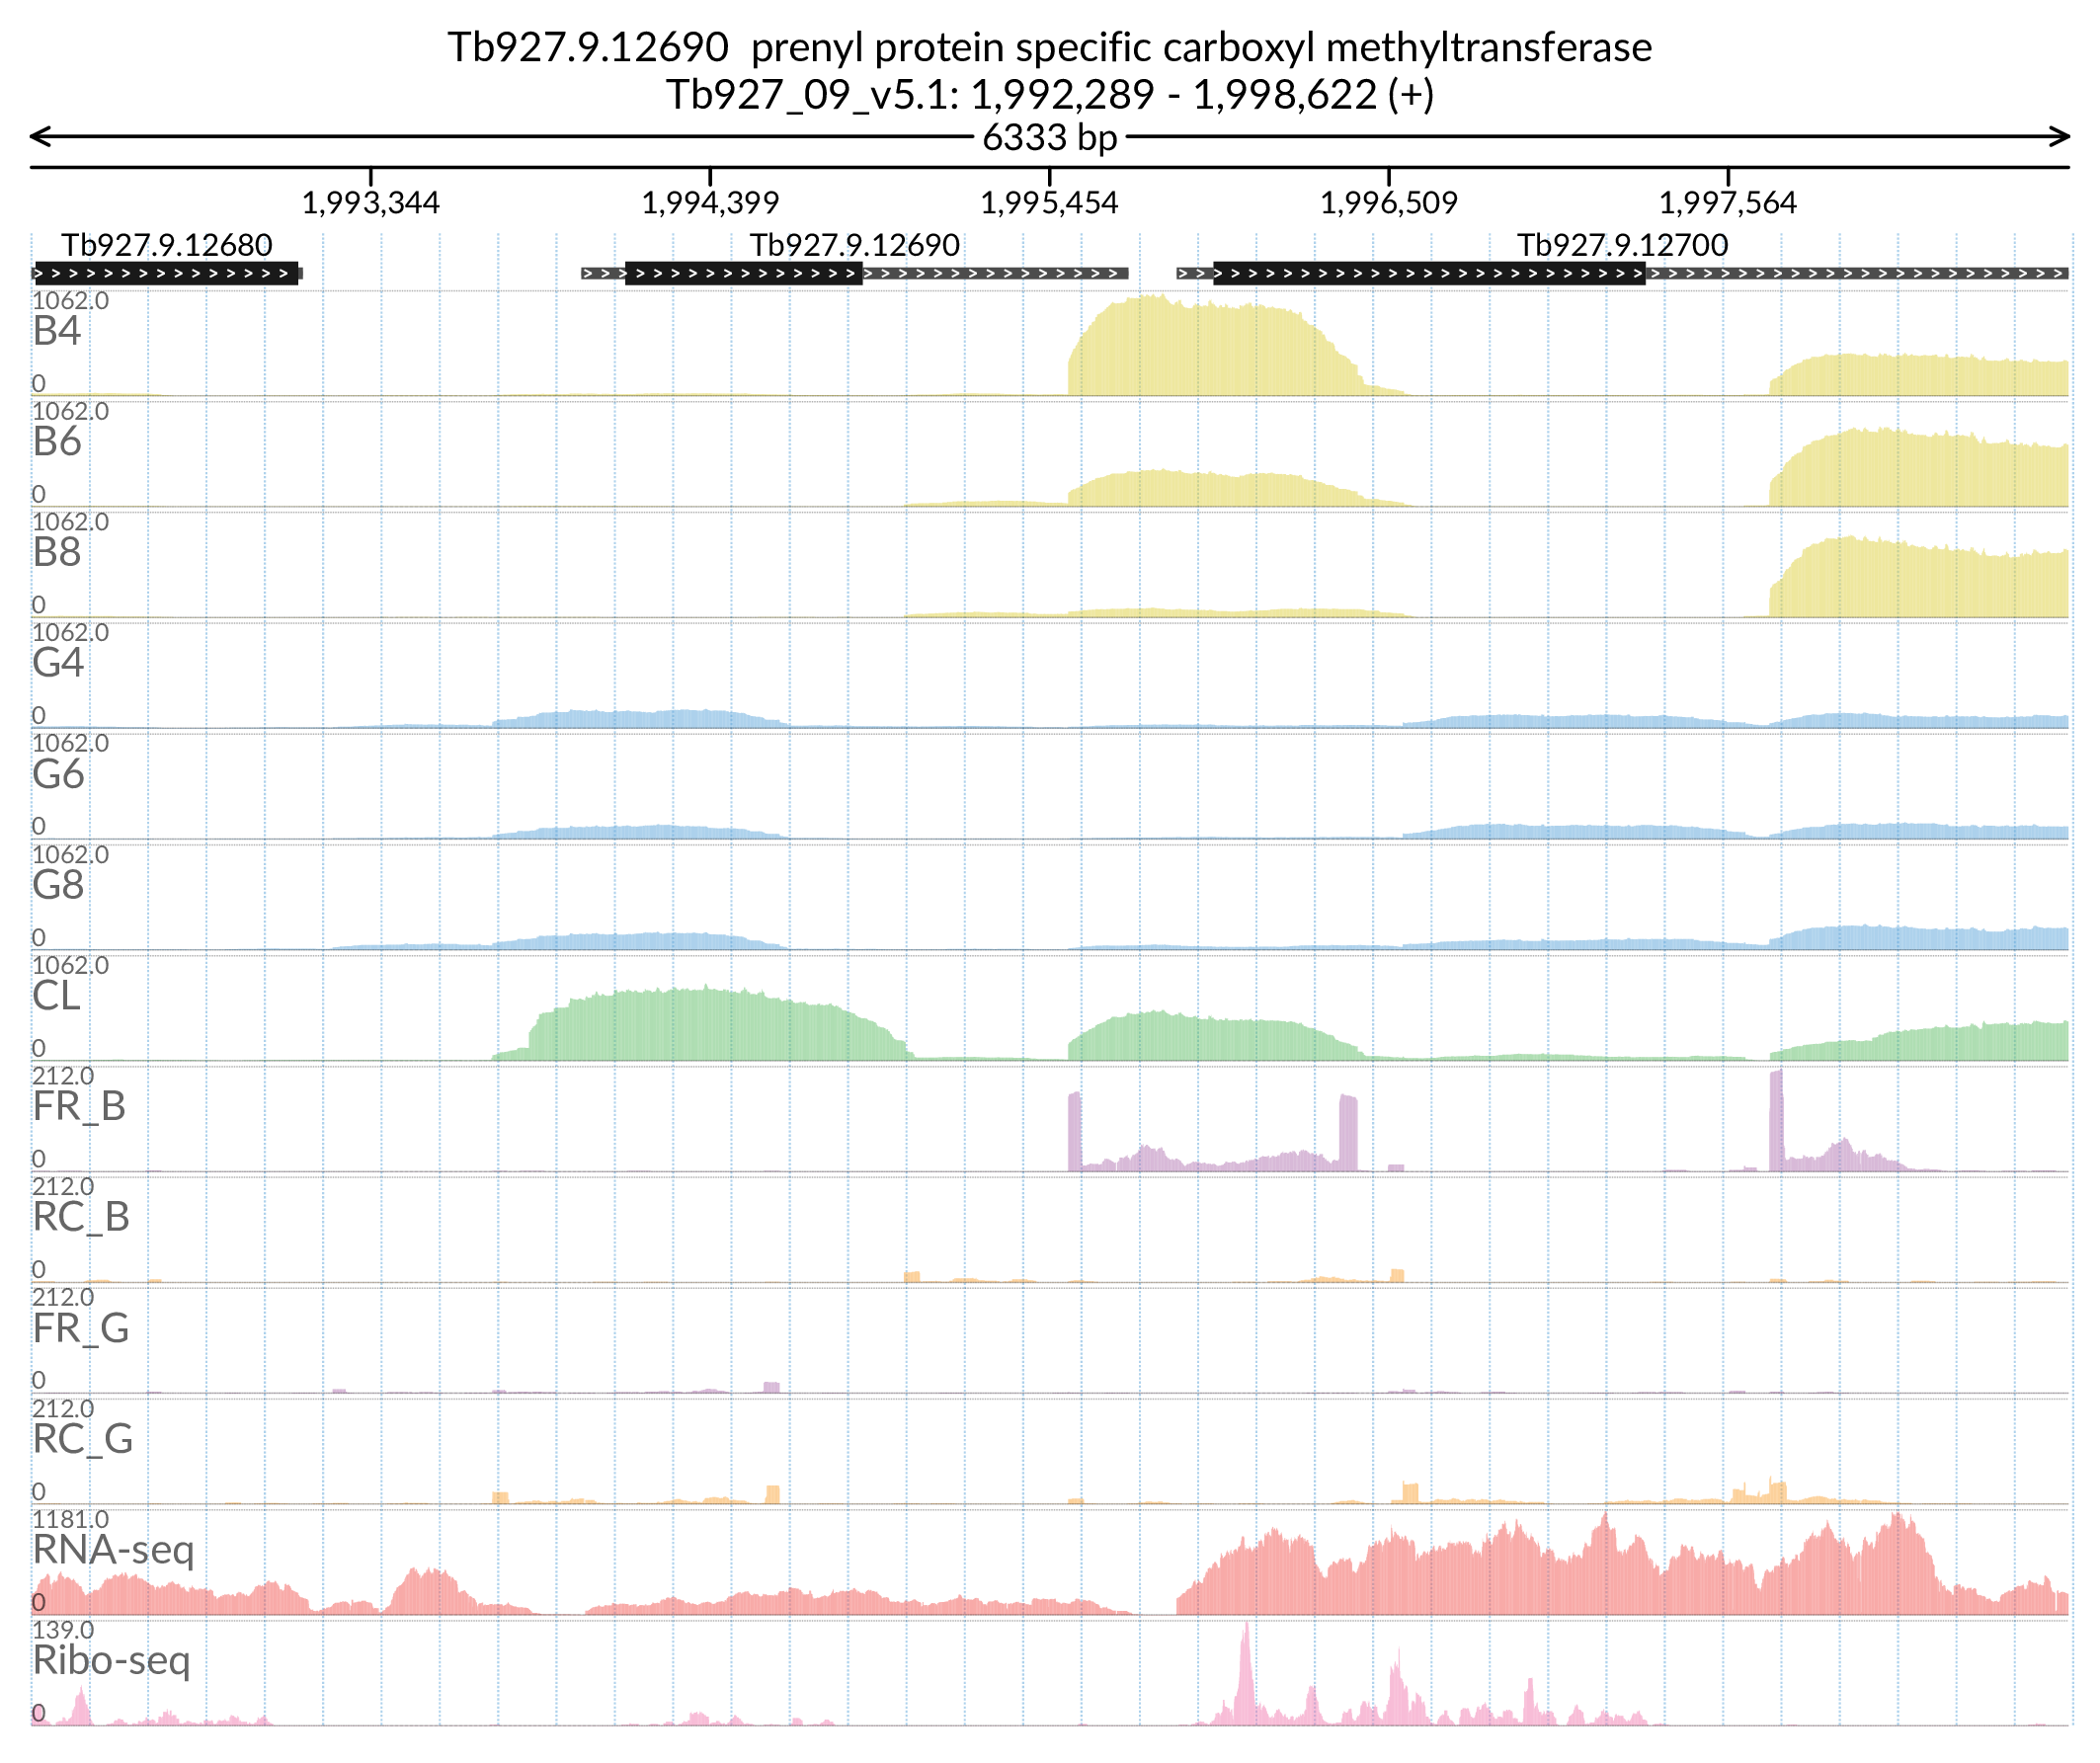 Tb927.9.12690 prenyl protein specific carboxyl methyltransferase
Tb927_09_v5.1: 1,992,289 - 1,998,622 (+)
6333 bp
1,993,344 1,994,399 1,995,454 1,996,509 1,997,564
Tb927.9.12680 Tb927.9.12690 Tb927.9.12700
1062.0
B4
0
1062.0
B6
0
1062.0
B8
0
1062.0
G4
0
1062.0
G6
0
1062.0
G8
0
1062.0
CL
0
212.0
FR_B
0
212.0
RC_B
0
212.0
FR_G
0
212.0
RC_G
0
1181.0
RNA-seq
0
139.0
Ribo-seq
0